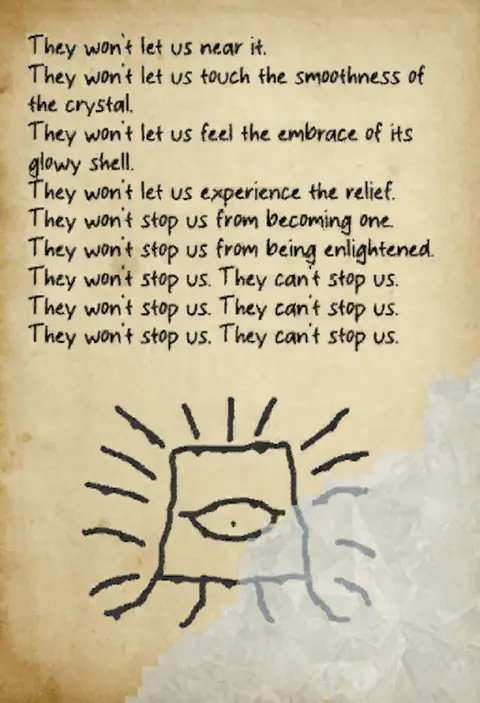 They won't let us near it.
They won't let us touch the smoothness of
the crystal.
They won't let us feel the embrace of its
glowy shell.
They won't let us experience the relief.
They won't stop us from becoming one.
They won't stop us from being enlightened.
They won't stop us. They can't stop us.
They won't stop us. They can't stop us.
They won't stop us. They can't stop us.